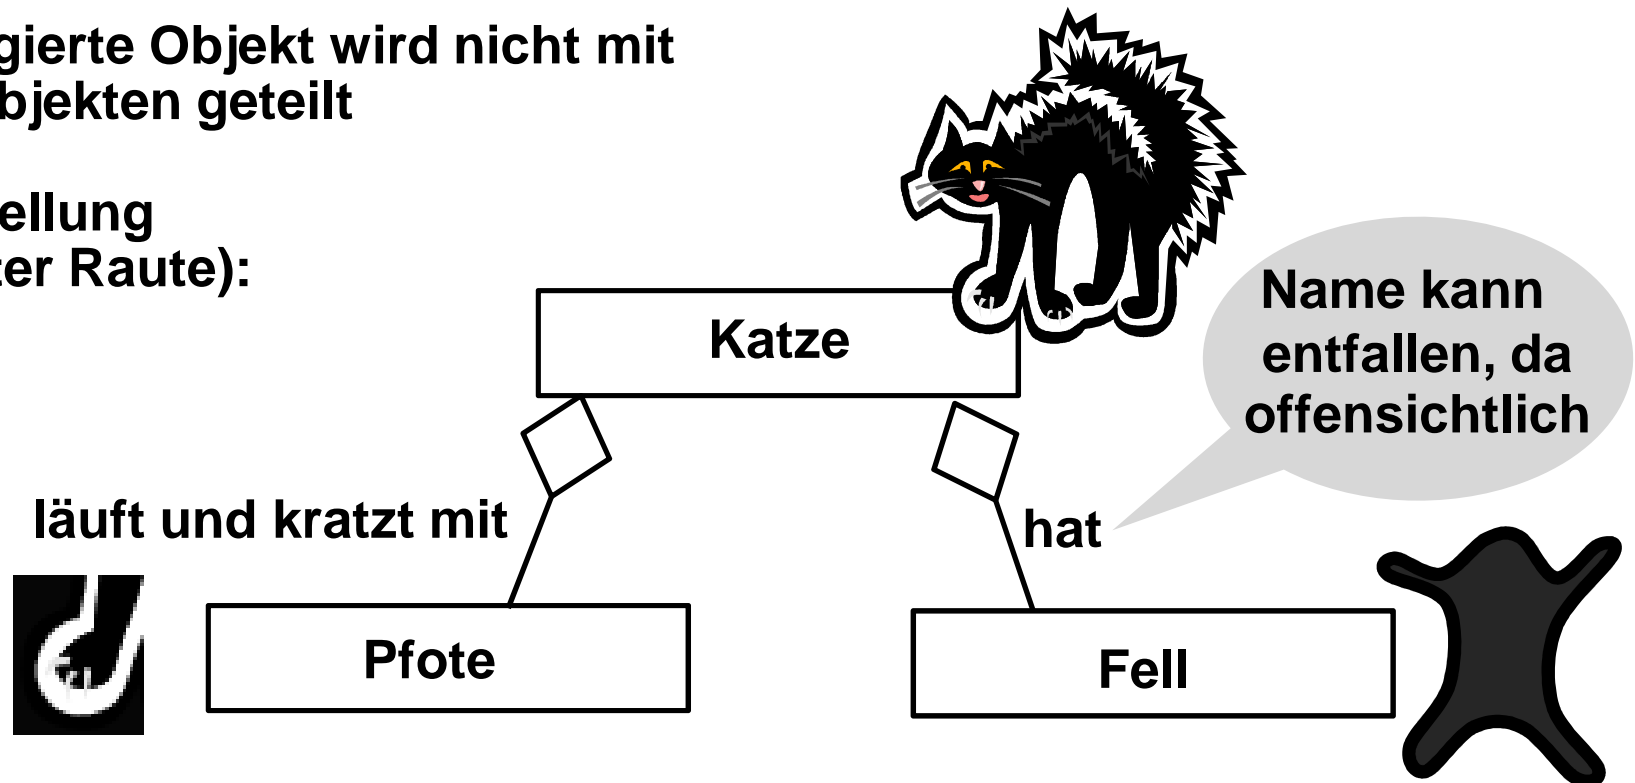 gierte Objekt wird nicht mit
bjekten geteilt
ellung
ter Raute):
Katze
Name kann
entfallen, da
offensichtlich
läuft und kratzt mit
hat
Pfote
Fell